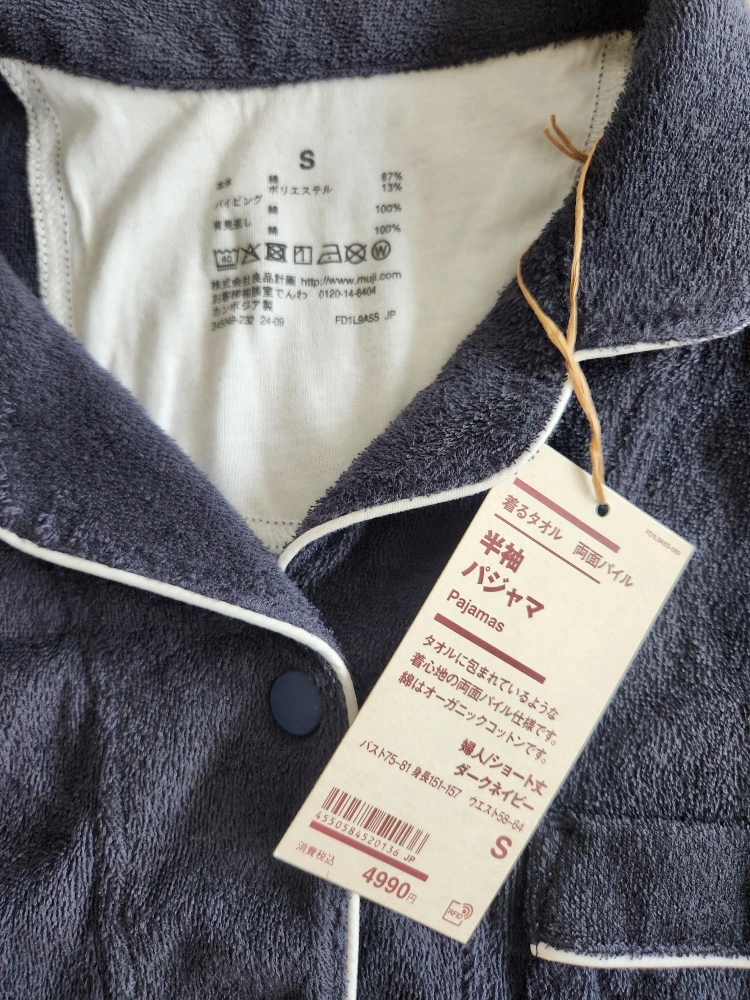 S
本体 綿 87%
ポリエステル 13%
パイピング 綿 100%
背見返し 綿 100%
40 W
株式会社良品計画 http://www.muji.com
お客様相談室でんわ 0120-14-6404
カンボジア製
24-09 FD1L9A5S JP
着るタオル 両面パイル
半袖
パジャマ
Pajamas
タオルに包まれているような
着心地の両面パイル仕様です。
綿はオーガニックコットンです。
婦人/ショート丈
ダークネイビー
バスト75-81 身長151-157 ウエスト58-64
S
4550584520136 JP
消費税込
4990円
RFID